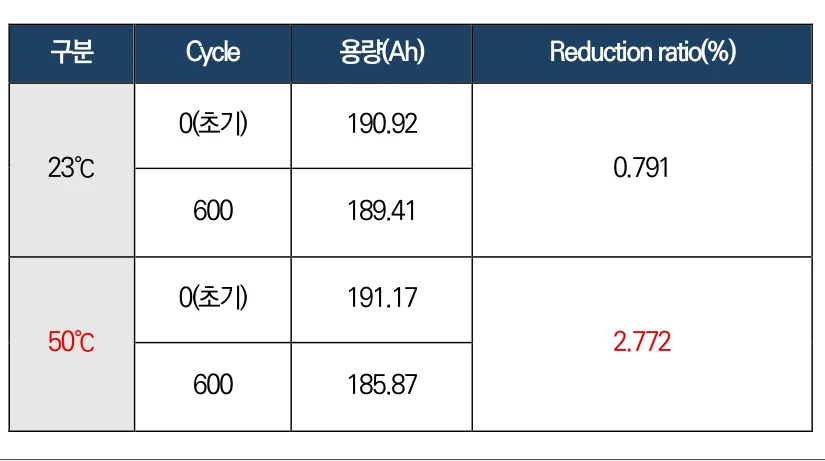 구분 Cycle 용량(Ah) Reduction ratio(%)
0(초기) 190.92
23℃ 0.791
600 189.41
0(초기) 191.17
50℃ 2.772
600 185.87